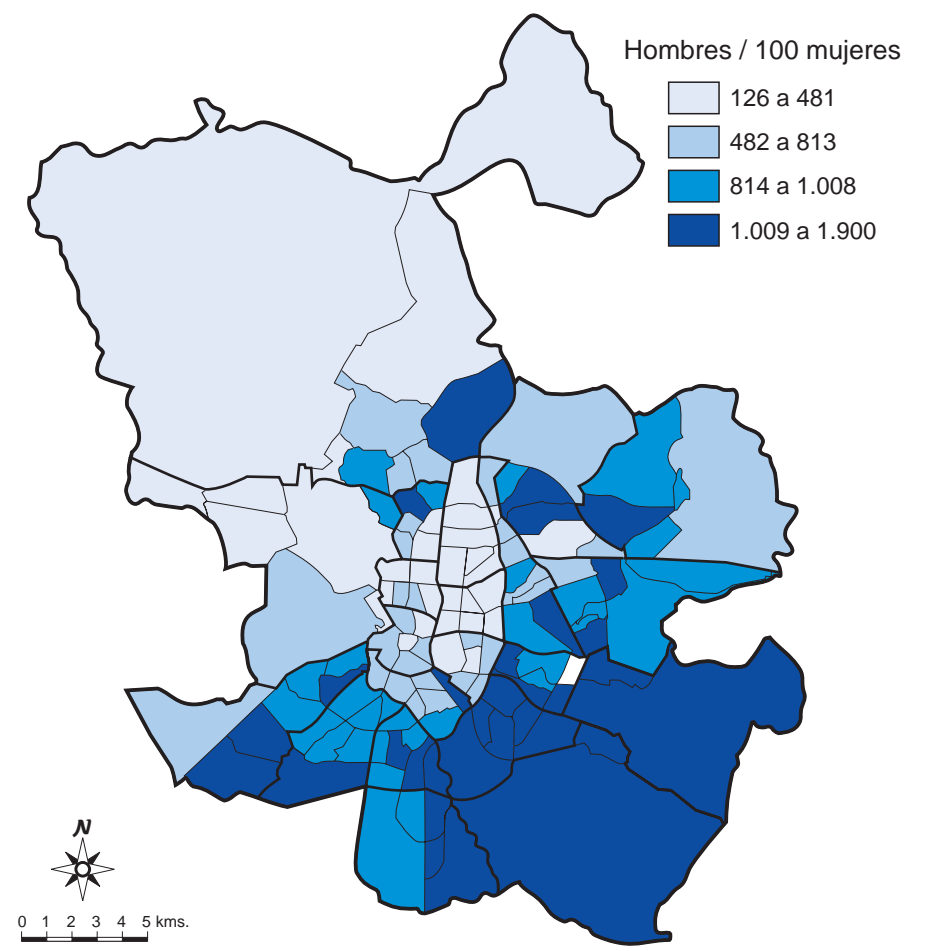 Hombres / 100 mujeres
126 a 481
482 a 813
814 a 1.008
1.009 a 1.900
N
0 1 2 3 4 5 kms.